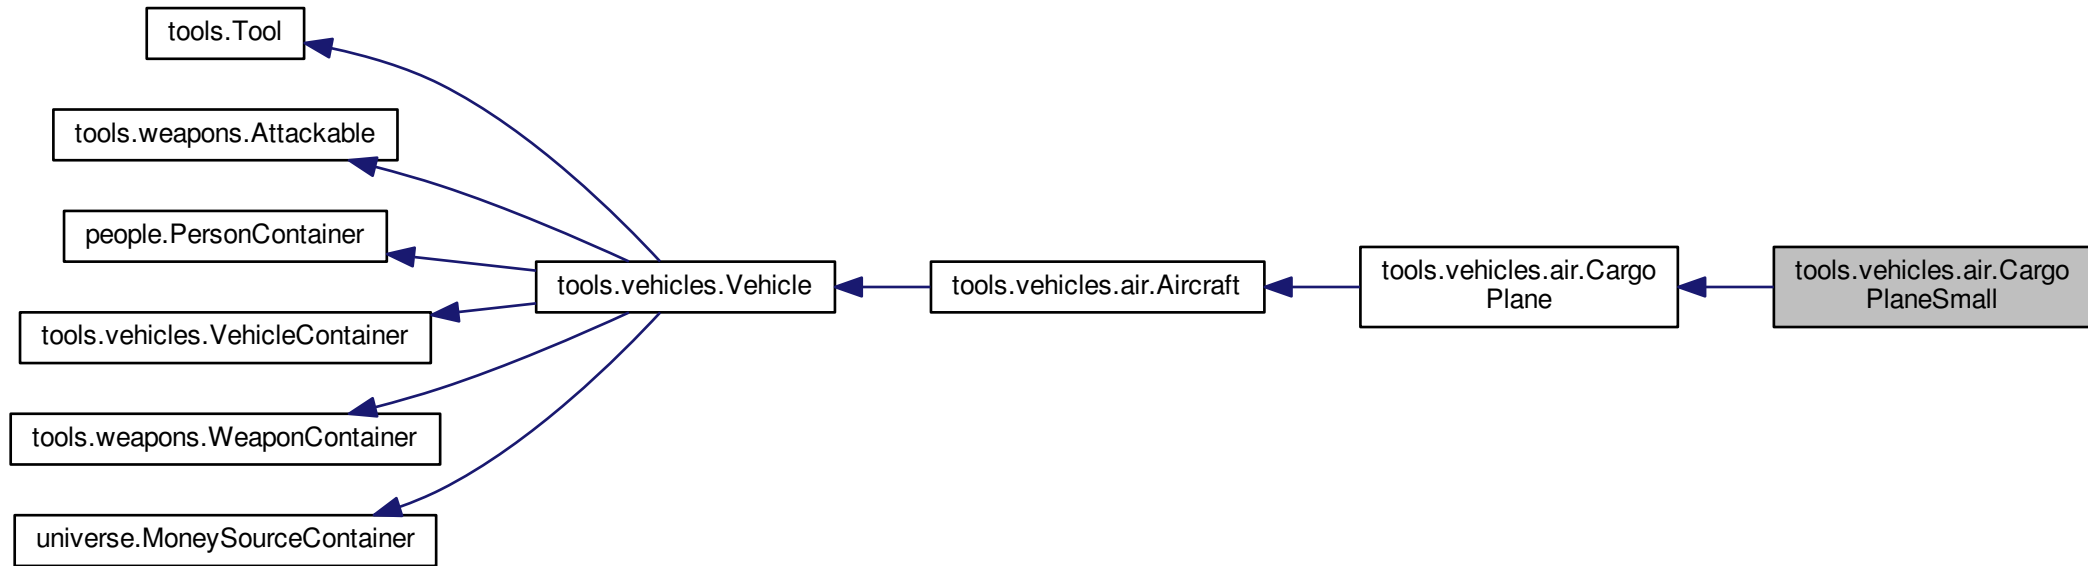 tools.Tool
tools.weapons.Attackable
people.PersonContainer
tools.vehicles.VehicleContainer
tools.weapons.WeaponContainer
universe.MoneySourceContainer
tools.vehicles.Vehicle
tools.vehicles.air.Aircraft
tools.vehicles.air.Cargo
Plane
tools.vehicles.air.Cargo
PlaneSmall